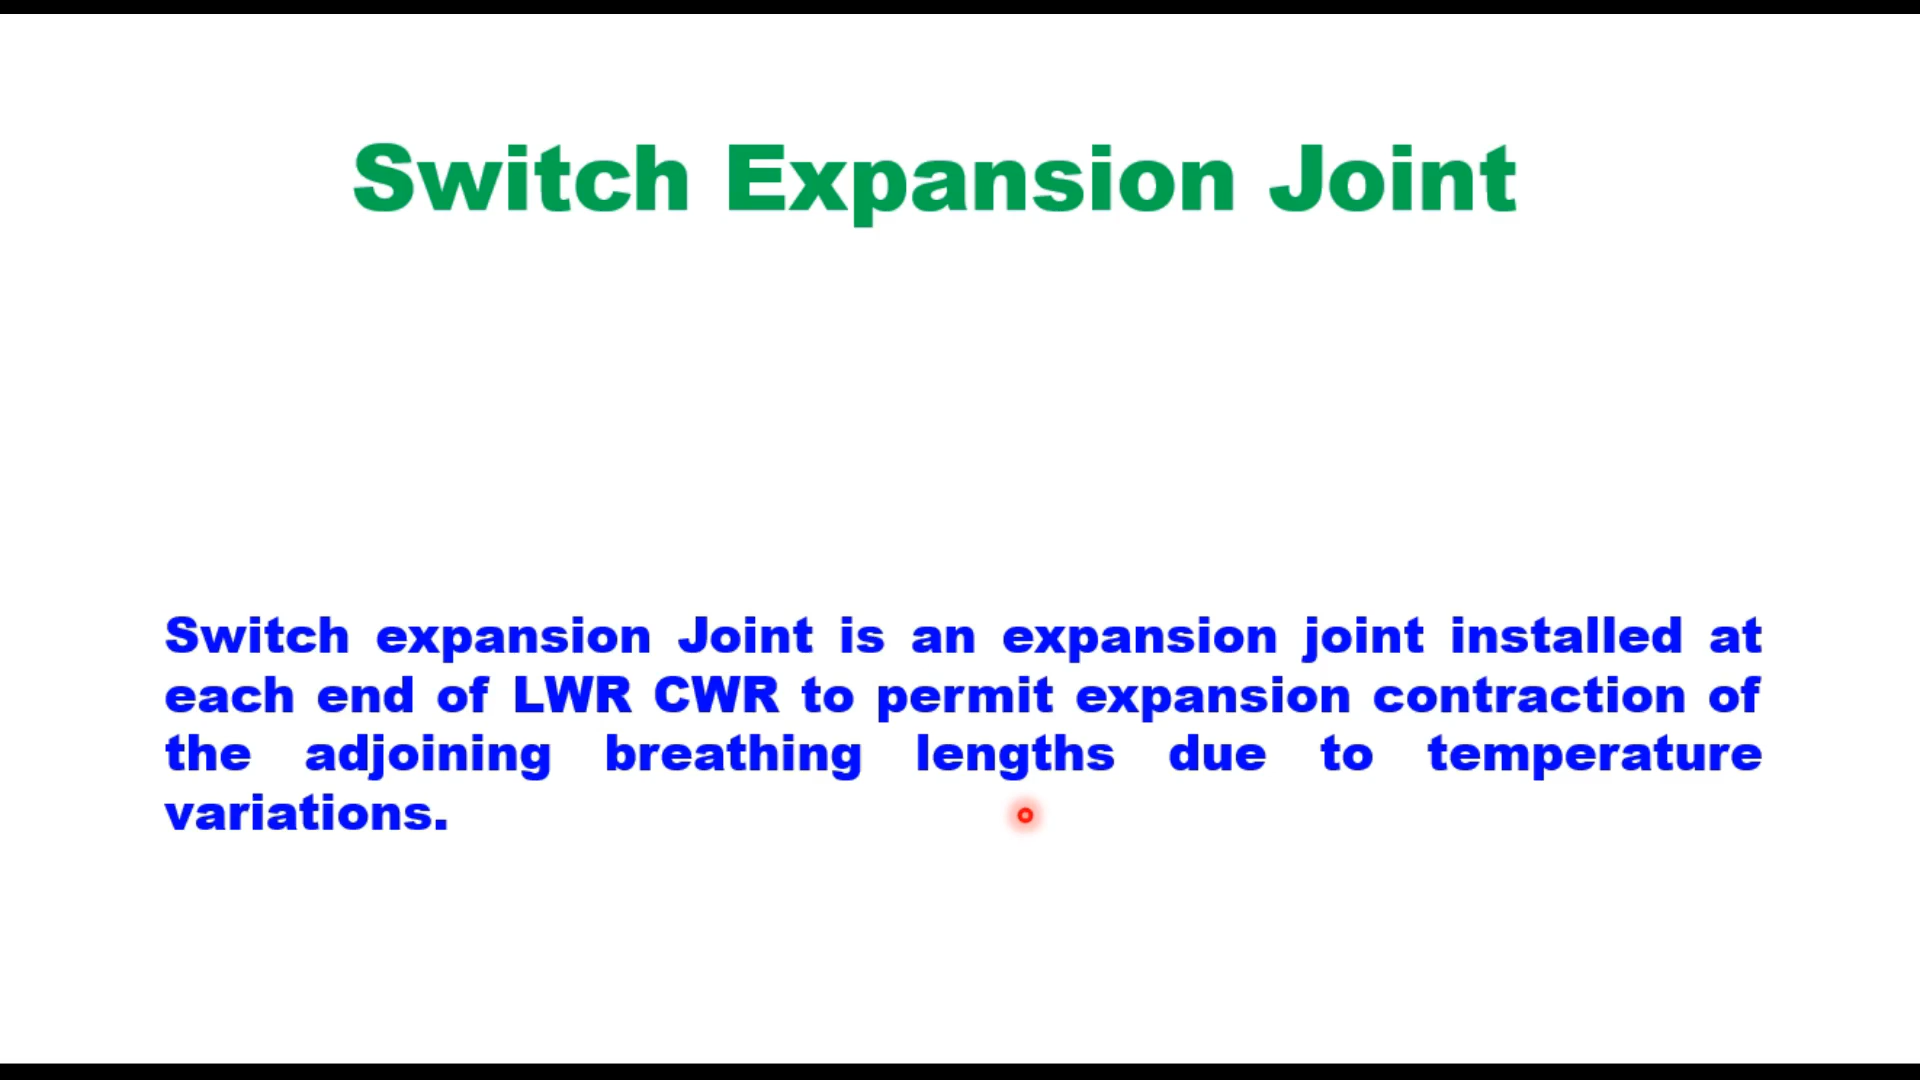 Switch Expansion Joint
Switch expansion Joint is an expansion joint installed at
each end of LWR CWR to permit expansion contraction of
the adjoining breathing lengths due to temperature
variations.